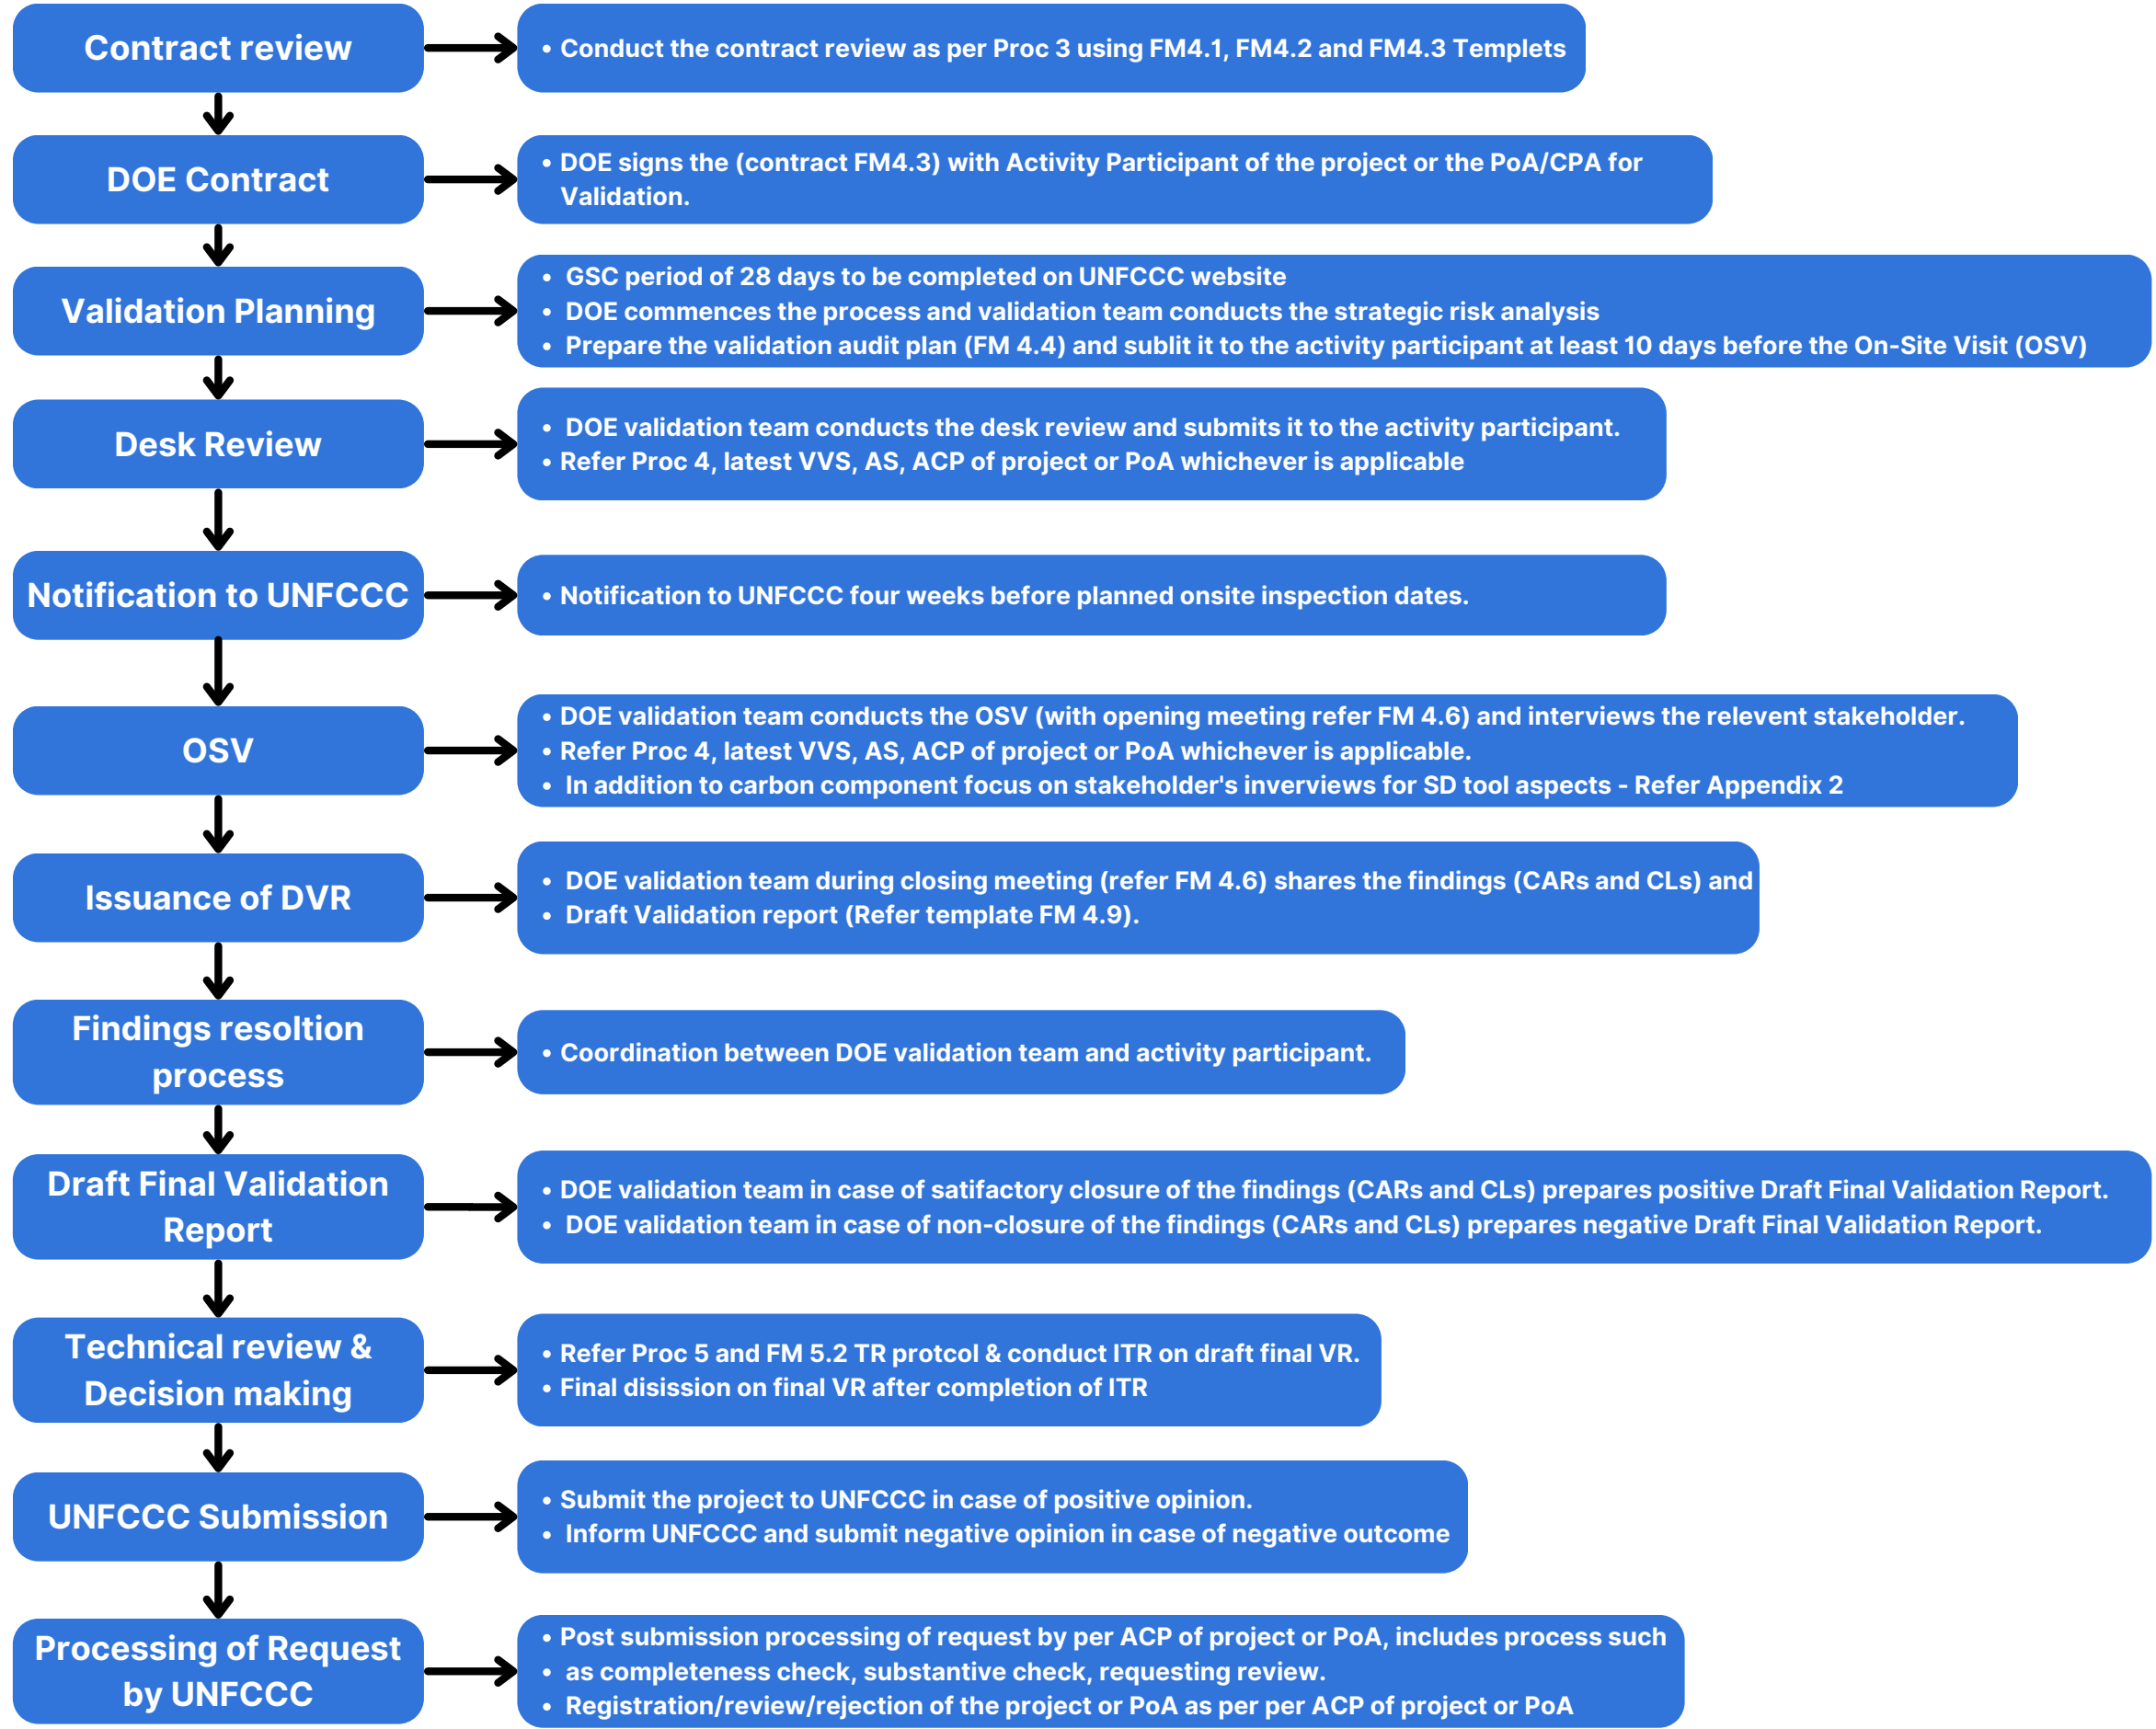 Contract review
• Conduct the contract review as per Proc 3 using FM4.1, FM4.2 and FM4.3 Templets
DOE Contract
• DOE signs the (contract FM4.3) with Activity Participant of the project or the PoA/CPA for
Validation.
Validation Planning
• GSC period of 28 days to be completed on UNFCCC website
• DOE commences the process and validation team conducts the strategic risk analysis
• Prepare the validation audit plan (FM 4.4) and sublit it to the activity participant at least 10 days before the On-Site Visit (OSV)
Desk Review
• DOE validation team conducts the desk review and submits it to the activity participant.
• Refer Proc 4, latest VVS, AS, ACP of project or PoA whichever is applicable
Notification to UNFCCC
• Notification to UNFCCC four weeks before planned onsite inspection dates.
OSV
• DOE validation team conducts the OSV (with opening meeting refer FM 4.6) and interviews the relevent stakeholder.
• Refer Proc 4, latest VVS, AS, ACP of project or PoA whichever is applicable.
• In addition to carbon component focus on stakeholder's inverviews for SD tool aspects - Refer Appendix 2
Issuance of DVR
• DOE validation team during closing meeting (refer FM 4.6) shares the findings (CARs and CLs) and
• Draft Validation report (Refer template FM 4.9).
Findings resoltion
process
• Coordination between DOE validation team and activity participant.
Draft Final Validation
Report
• DOE validation team in case of satifactory closure of the findings (CARs and CLs) prepares positive Draft Final Validation Report.
• DOE validation team in case of non-closure of the findings (CARs and CLs) prepares negative Draft Final Validation Report.
Technical review &
Decision making
• Refer Proc 5 and FM 5.2 TR protcol & conduct ITR on draft final VR.
• Final disission on final VR after completion of ITR
UNFCCC Submission
• Submit the project to UNFCCC in case of positive opinion.
• Inform UNFCCC and submit negative opinion in case of negative outcome
Processing of Request
by UNFCCC
• Post submission processing of request by per ACP of project or PoA, includes process such
• as completeness check, substantive check, requesting review.
• Registration/review/rejection of the project or PoA as per per ACP of project or PoA